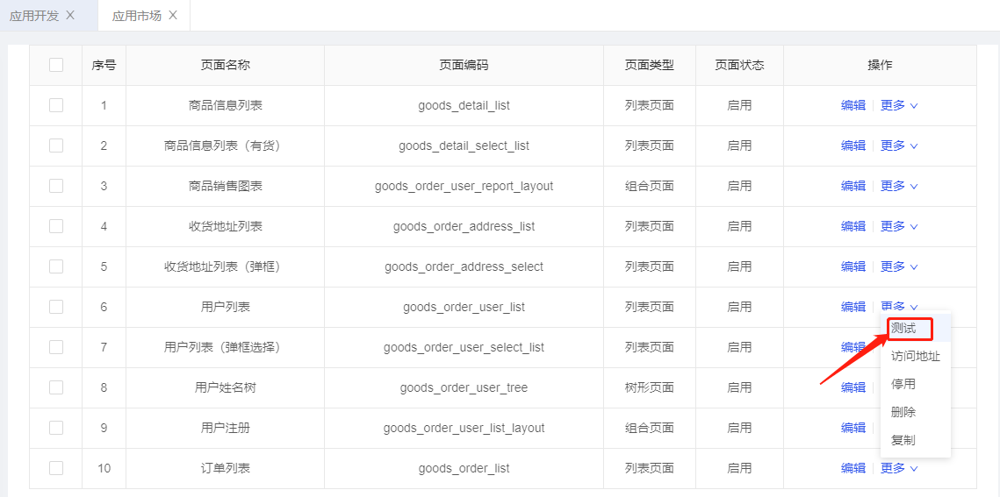 应用开发 X 应用市场 X
序号 页面名称 页面编码 页面类型 页面状态 操作
1 商品信息列表 goods_detail_list 列表页面 启用 编辑 更多
2 商品信息列表（有货） goods_detail_select_list 列表页面 启用 编辑 更多
3 商品销售图表 goods_order_user_report_layout 组合页面 启用 编辑 更多
4 收货地址列表 goods_order_address_list 列表页面 启用 编辑 更多
5 收货地址列表（弹框） goods_order_address_select 列表页面 启用 编辑 更多
6 用户列表 goods_order_user_list 列表页面 启用 编辑 更多
测试
7 用户列表（弹框选择） goods_order_user_select_list 列表页面 启用 编辑
访问地址
停用
8 用户姓名树 goods_order_user_tree 树形页面 启用 编辑
删除
9 用户注册 goods_order_user_list_layout 组合页面 启用 编辑
复制
10 订单列表 goods_order_list 列表页面 启用 编辑 更多